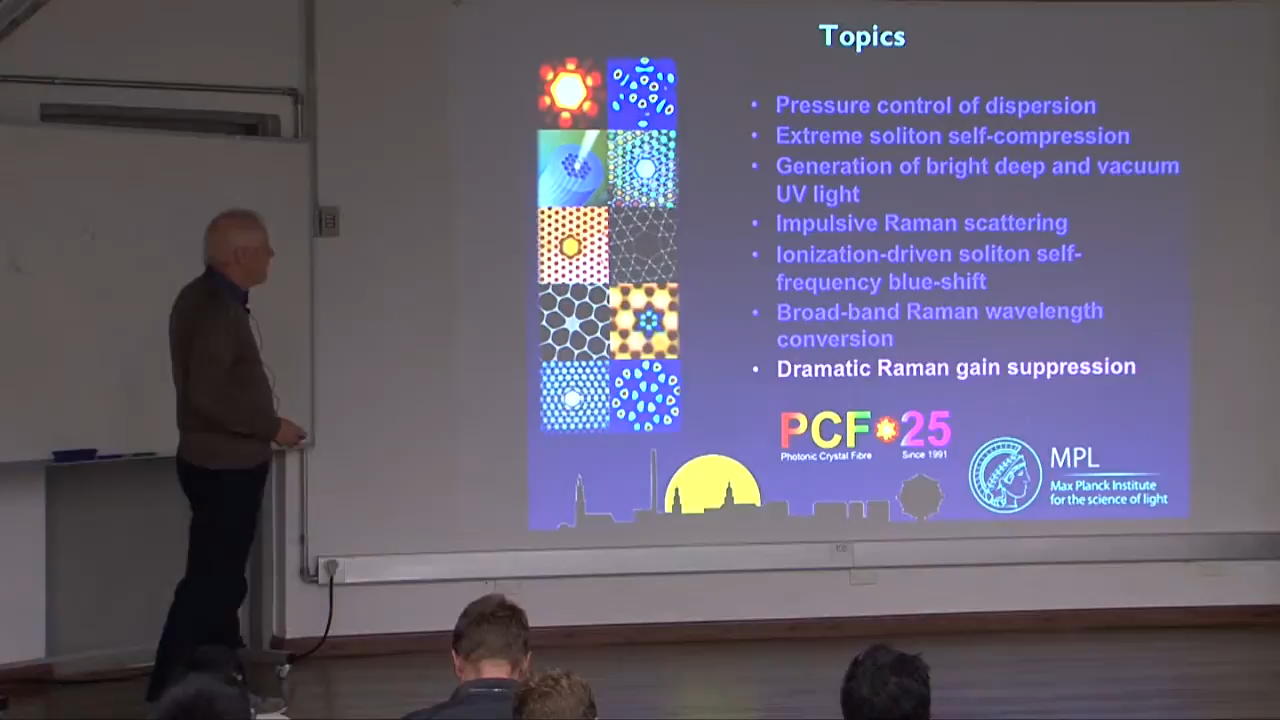 Topics
• Pressure control of dispersion
• Extreme soliton self-compression
• Generation of bright deep and vacuum
UV light
• Impulsive Raman scattering
• Ionization-driven soliton self-
frequency blue-shift
• Broad-band Raman wavelength
conversion
• Dramatic Raman gain suppression
PCF 25
Photonic Crystal Fibre Since 1991
MPL
Max Planck Institute
for the science of light